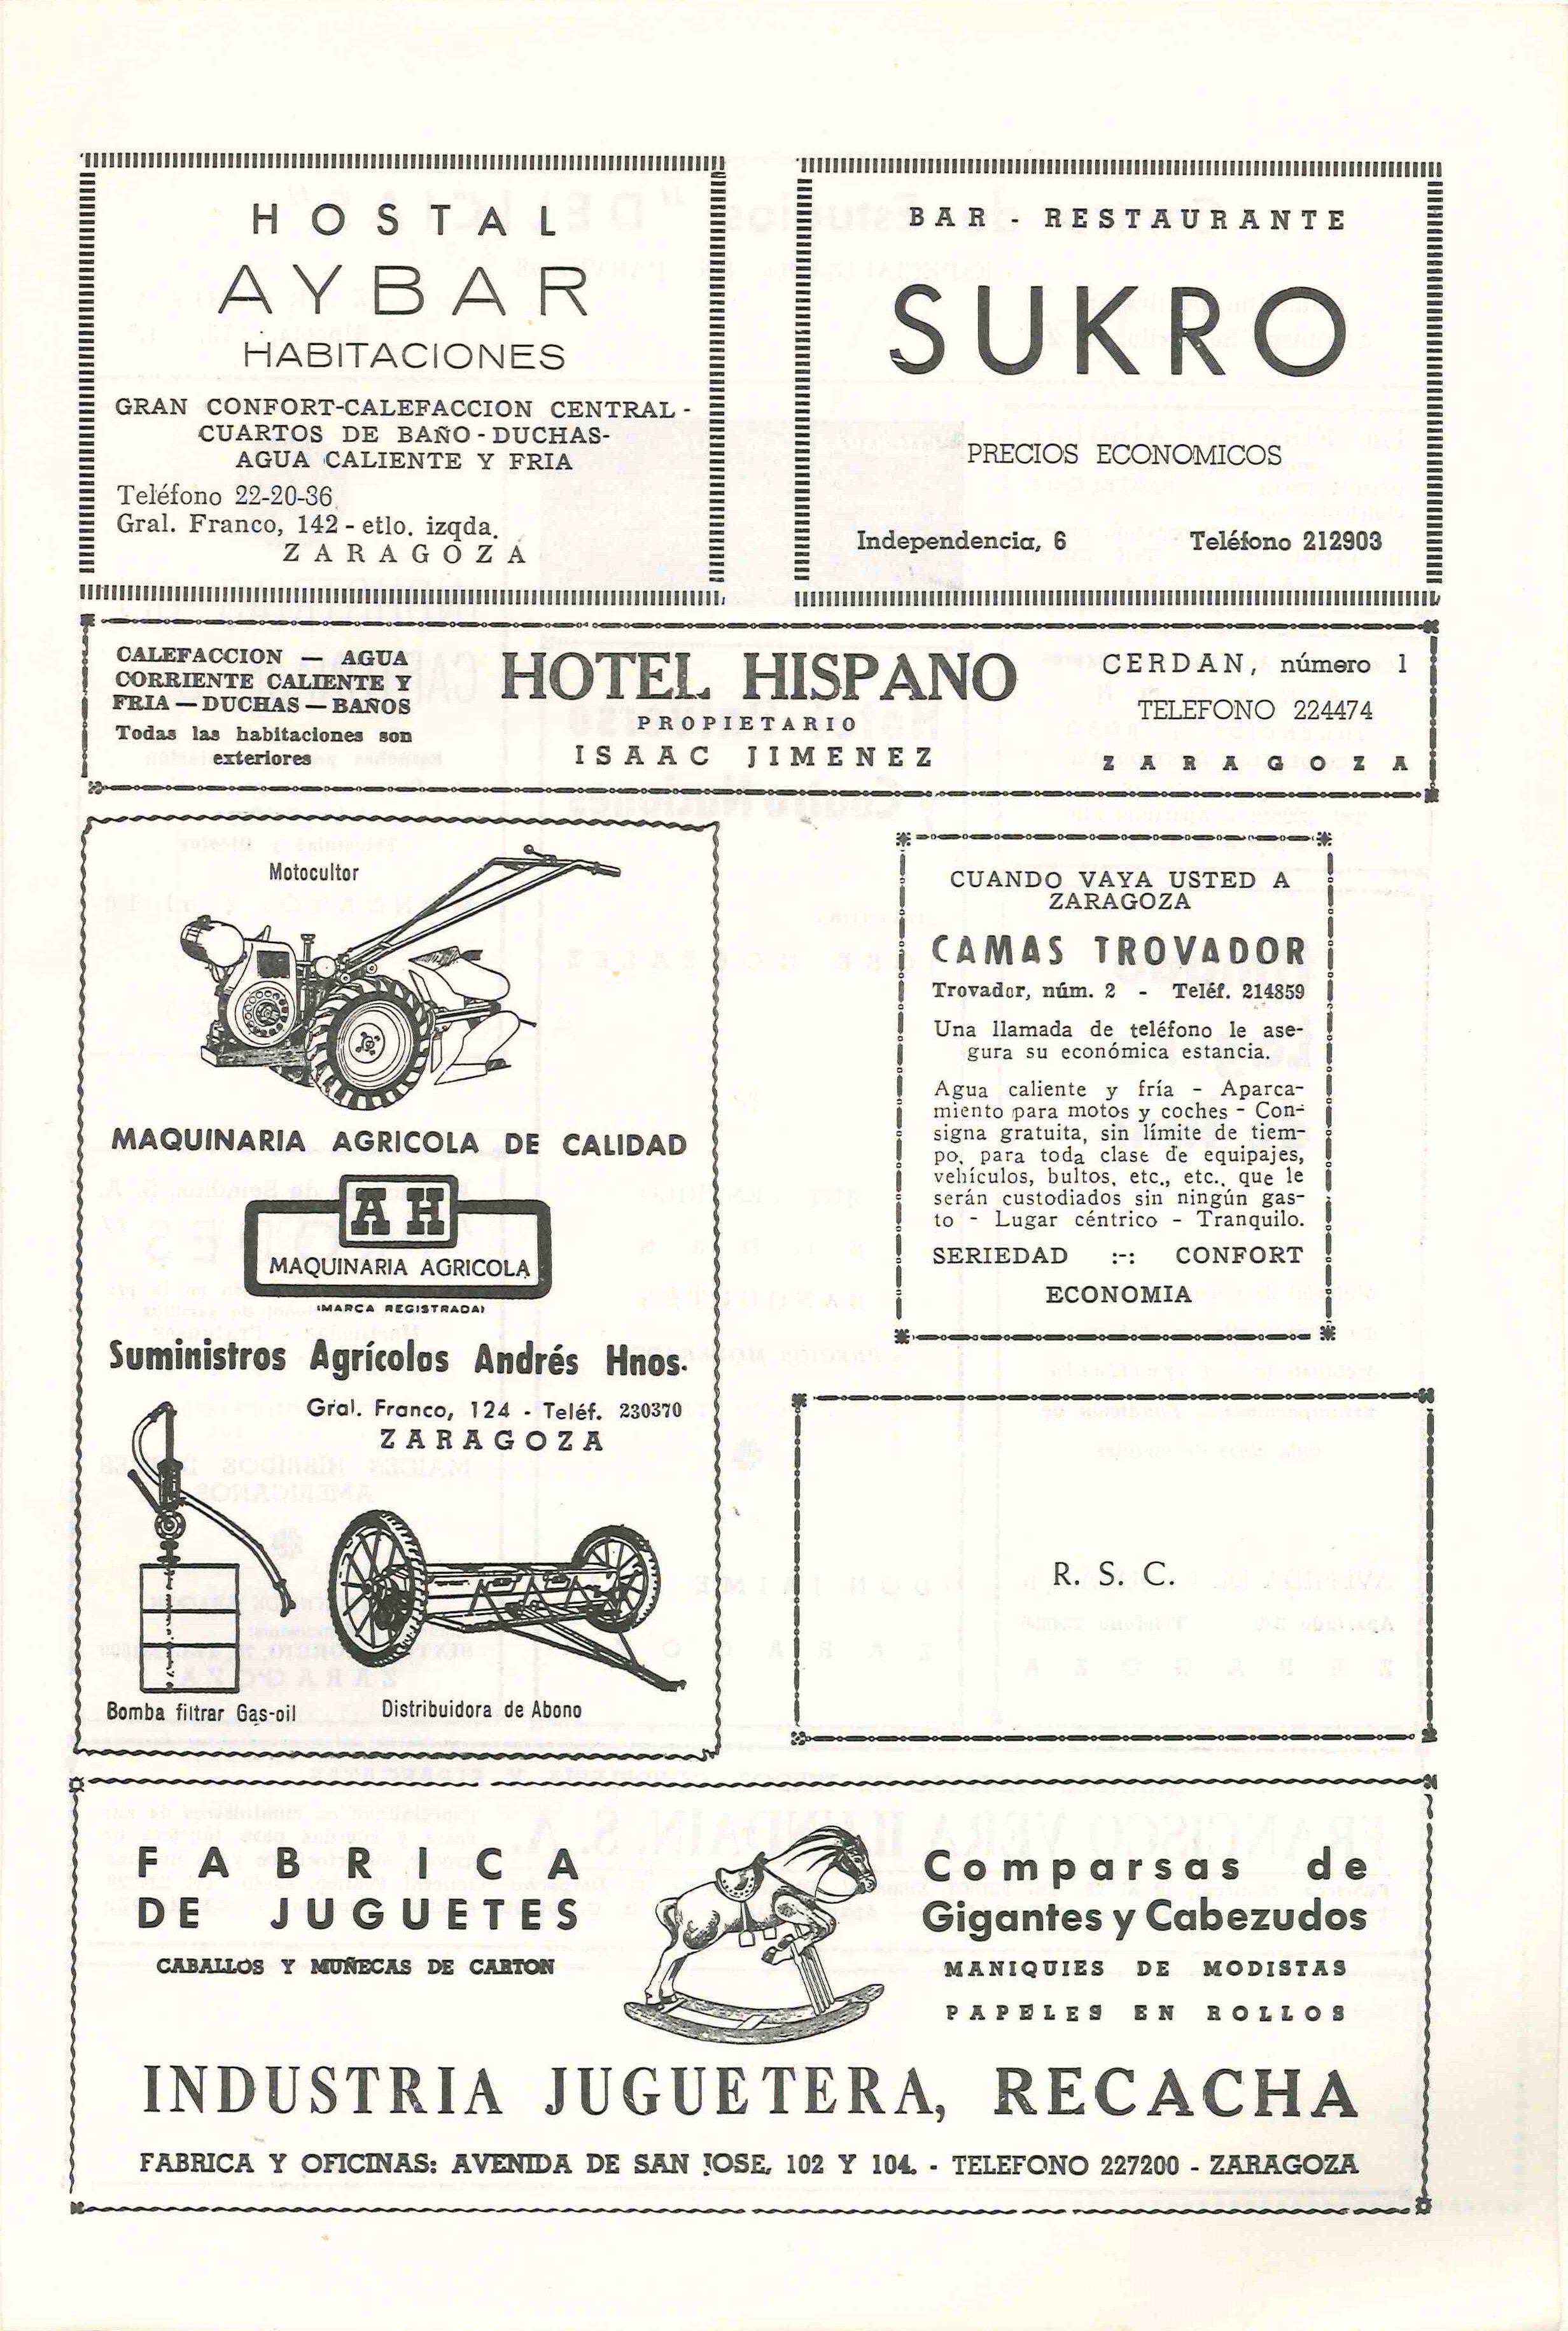 HOSTAL
AYBAR
HABITACIONES
GRAN CONFORT-CALEFACCION CENTRAL-
CUARTOS DE BAÑO-DUCHAS-
AGUA CALIENTE Y FRIA
Teléfono 22-20-36
Gral. Franco, 142 - etlo. izqda.
ZARAGOZA
BAR - RESTAURANTE
SUKRO
PRECIOS ECONOMICOS
Independencia, 6 Teléfono 212903
CALEFACCION — AGUA
CORRIENTE CALIENTE Y
FRIA — DUCHAS — BAÑOS
Todas las habitaciones son
exteriores
HOTEL HISPANO
PROPIETARIO
ISAAC JIMENEZ
CERDAN, número 1
TELEFONO 224474
ZARAGOZA
Motocultor
MAQUINARIA AGRICOLA DE CALIDAD
AH
MAQUINARIA AGRICOLA
(MARCA REGISTRADA)
Suministros Agrícolas Andrés Hnos.
Gral. Franco, 124 - Teléf. 230370
ZARAGOZA
Bomba filtrar Gas-oil
Distribuidora de Abono
CUANDO VAYA USTED A
ZARAGOZA
CAMAS TROVADOR
Trovador, núm. 2 - Teléf. 214859
Una llamada de teléfono le ase-
gura su económica estancia.
Agua caliente y fría - Aparca-
miento para motos y coches - Con-
signa gratuita, sin límite de tiem-
po, para toda clase de equipajes,
vehículos, bultos, etc., etc., que le
serán custodiados sin ningún gas-
to - Lugar céntrico - Tranquilo.
SERIEDAD :-: CONFORT
ECONOMIA
R. S. C.
FABRICA
DE JUGUETES
CABALLOS Y MUÑECAS DE CARTON
Comparsas de
Gigantes y Cabezudos
MANIQUIES DE MODISTAS
PAPELES EN ROLLOS
INDUSTRIA JUGUETERA, RECACHA
FABRICA Y OFICINAS: AVENIDA DE SAN JOSE, 102 Y 104. - TELEFONO 227200 - ZARAGOZA